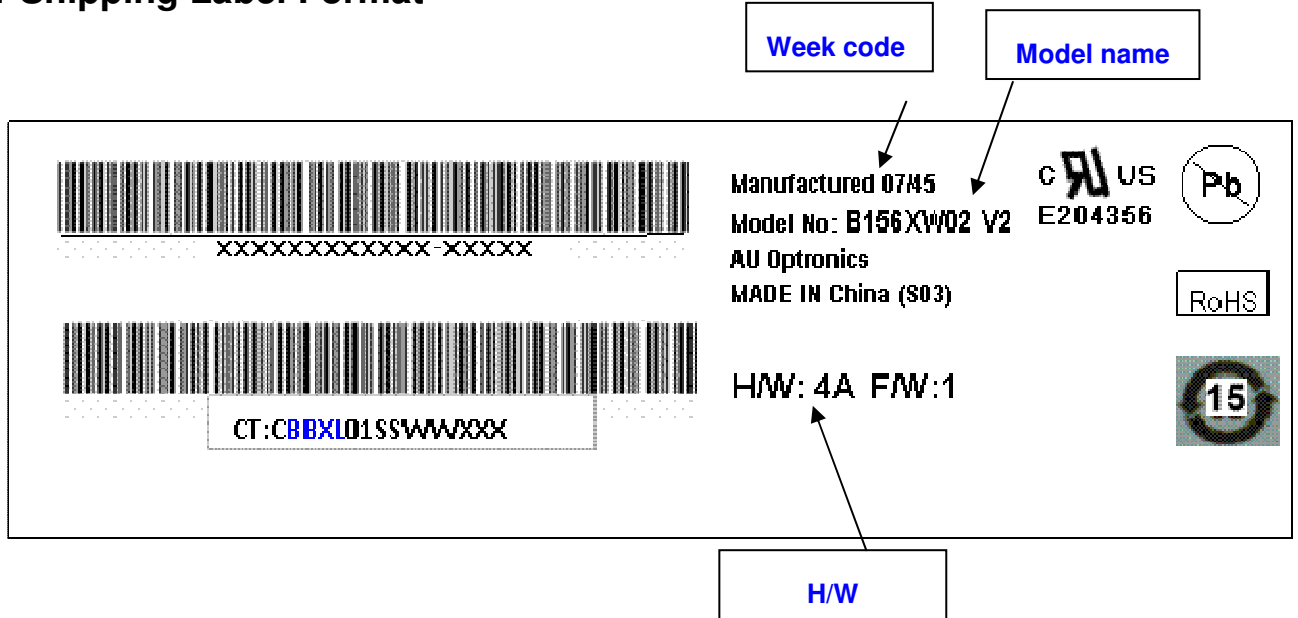 Shipping Label Format
Week code
Model name
Manufactured 07/45
Model No: B156XW02 V2
AU Optronics
MADE IN China (S03)
C US
E204356
Pb
XXXXXXXXXXXX-XXXXX
RoHS
H/W: 4A F/W:1
15
CT:CBBXL01SSWWXXX
H/W